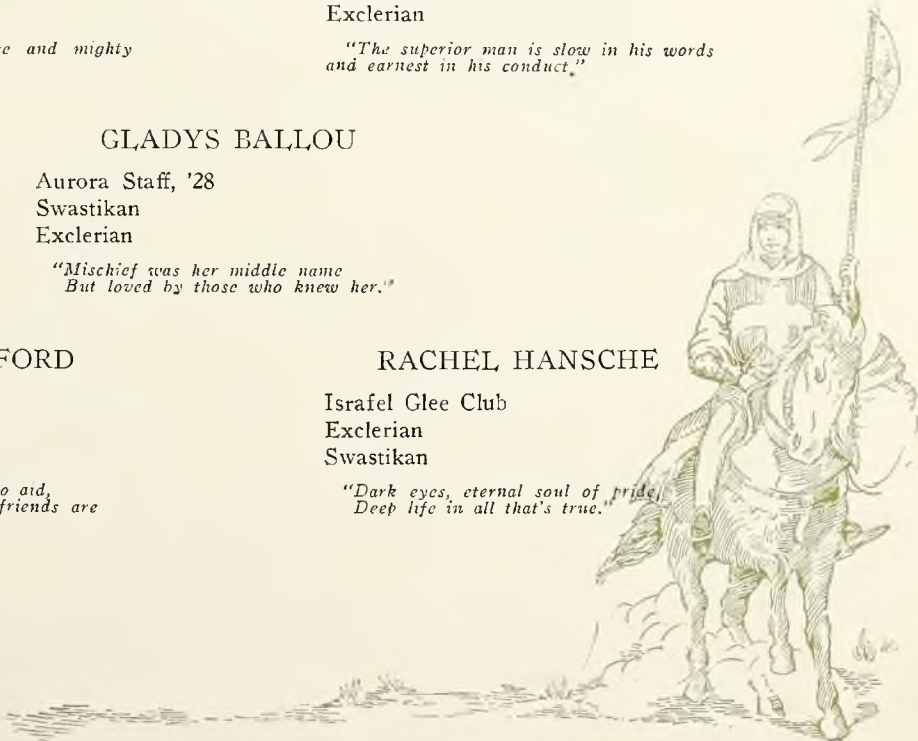 Exclerian
and mighty
"The superior man is slow in his words
and earnest in his conduct."
GLADYS BALLOU
Aurora Staff, '28
Swastikan
Exclerian
"Mischief was her middle name
But loved by those who knew her."
FORD
RACHEL HANSCHE
Israfel Glee Club
Exclerian
Swastikan
aid,
friends are
"Dark eyes, eternal soul of pride,
Deep life in all that's true."